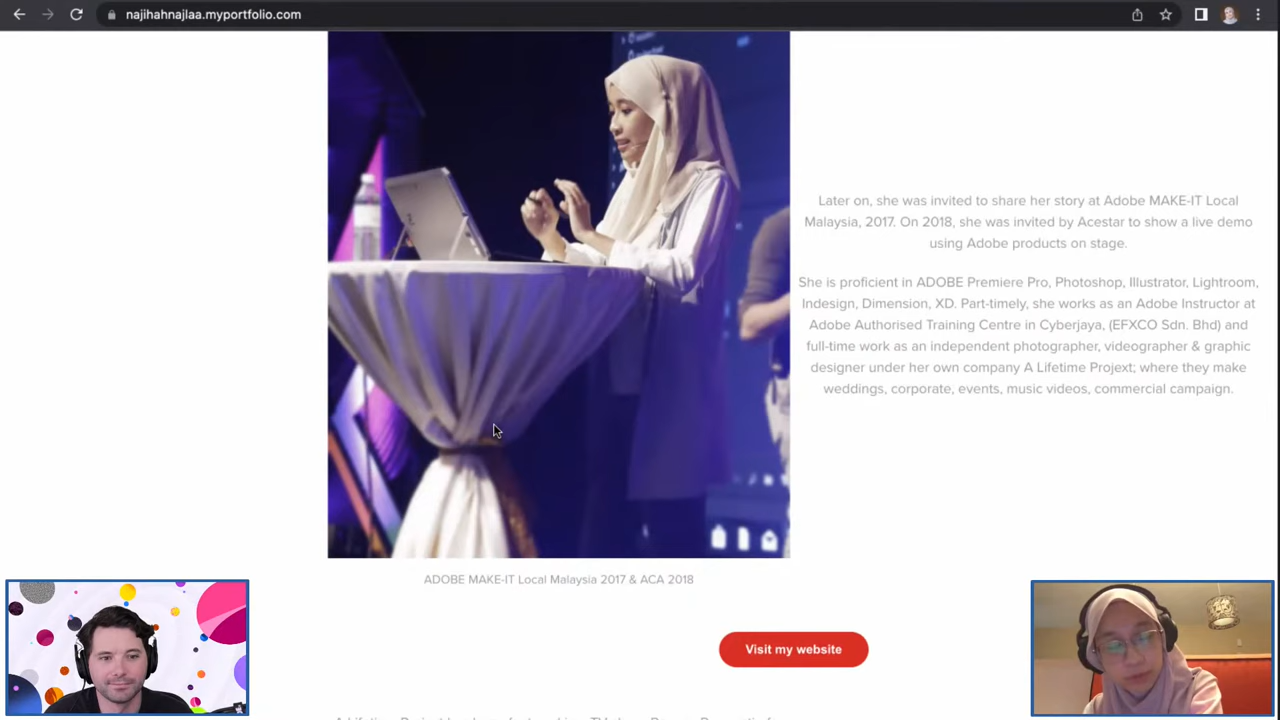 najihahnajlaa.myportfolio.com
Later on, she was invited to share her story at Adobe MAKE-IT Local
Malaysia, 2017. On 2018, she was invited by Acestar to show a live demo
using Adobe products on stage.
She is proficient in ADOBE Premiere Pro, Photoshop, Illustrator, Lightroom,
Indesign, Dimension, XD. Part-timely, she works as an Adobe Instructor at
Adobe Authorised Training Centre in Cyberjaya, (EFXCO Sdn. Bhd) and
full-time work as an independent photographer, videographer & graphic
designer under her own company A Lifetime Projext; where they make
weddings, corporate, events, music videos, commercial campaign.
ADOBE MAKE-IT Local Malaysia 2017 & ACA 2018
Visit my website